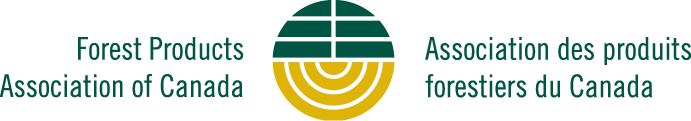 Forest Products
Association of Canada
Association des produits
forestiers du Canada